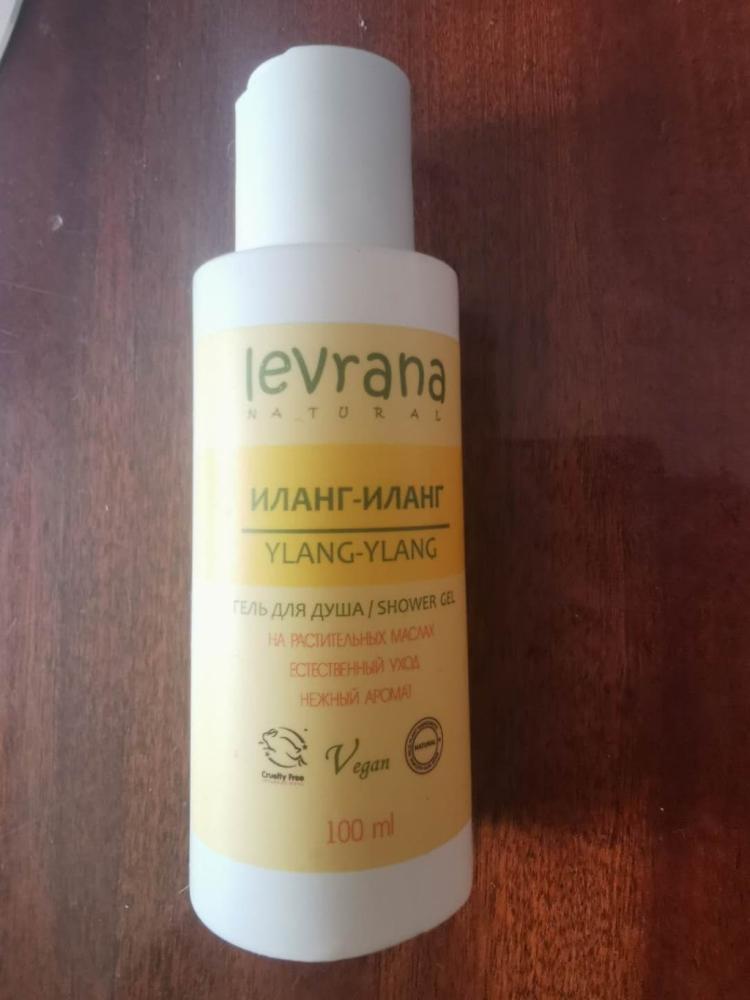 levrana
NATURAL
ИЛАНГ-ИЛАНГ
YLANG-YLANG
ГЕЛЬ ДЛЯ ДУША / SHOWER GEL
НА РАСТИТЕЛЬНЫХ МАСЛАХ
ЕСТЕСТВЕННЫЙ УХОД
НЕЖНЫЙ АРОМАТ
Cruelty Free
Vegan
NATURAL
100 ml